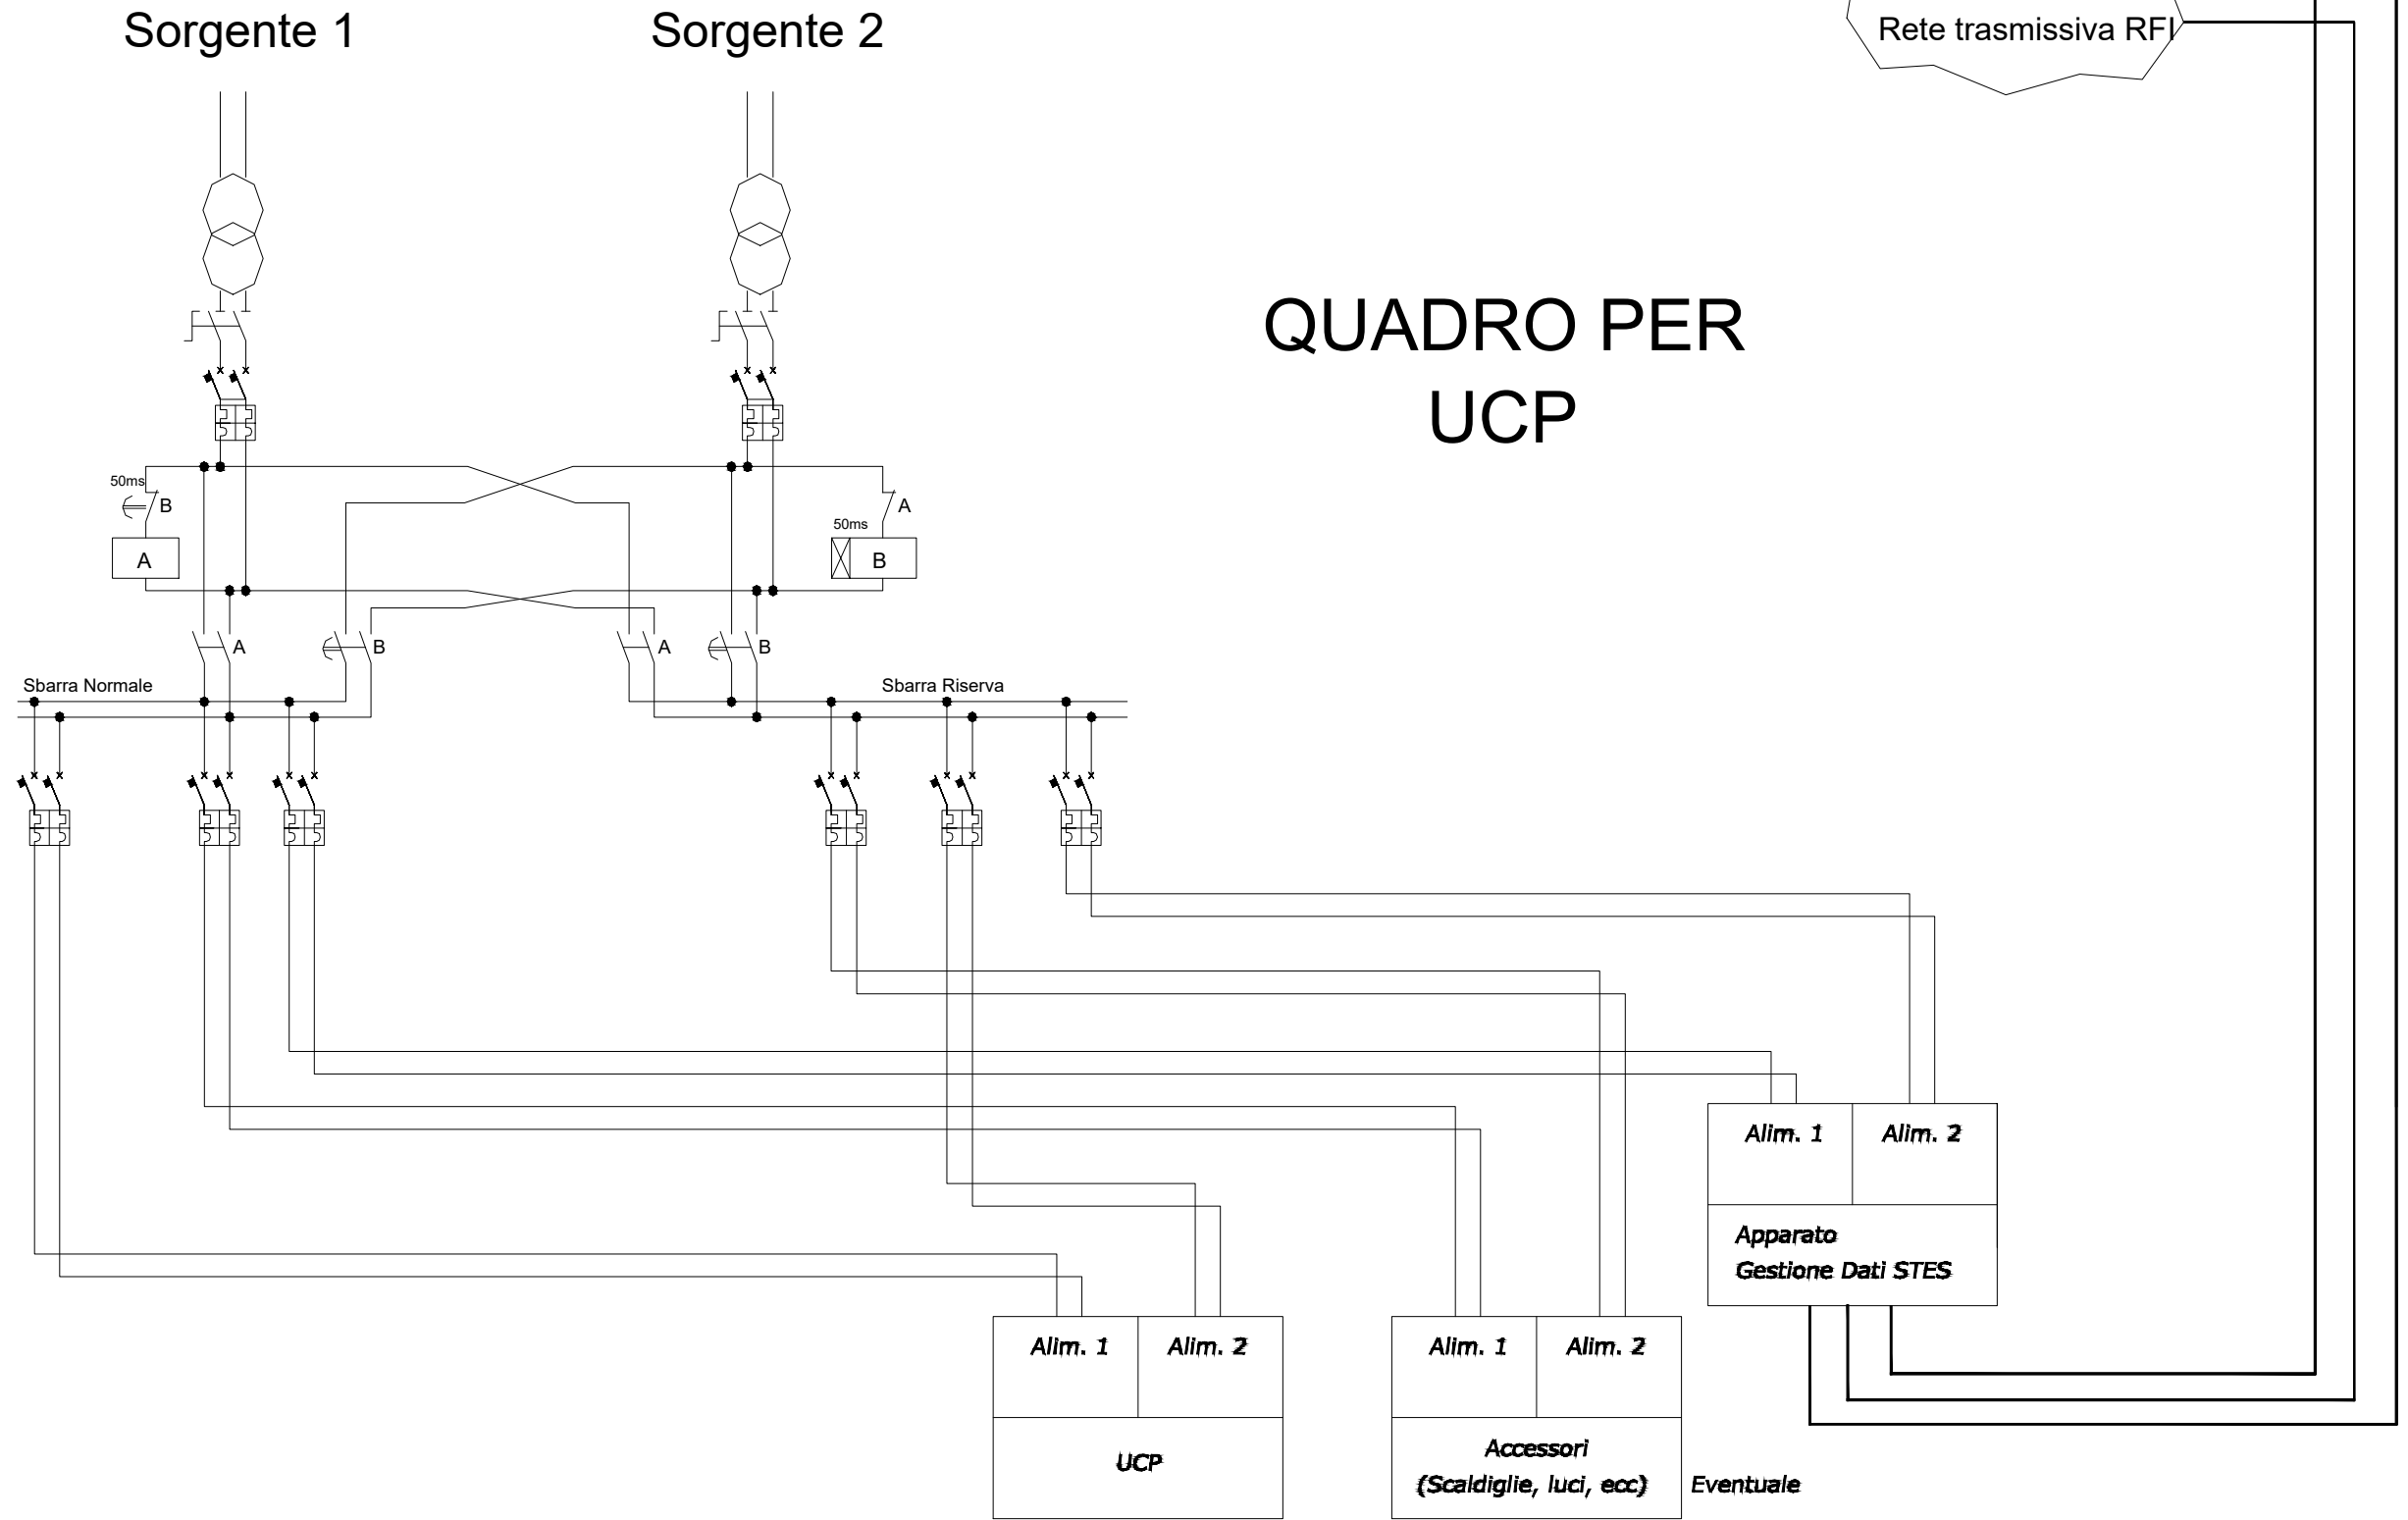 Sorgente 1
Sorgente 2
Rete trasmissiva RFI
QUADRO PER
UCP
50ms
B
A
A
50ms
B
A
B
A
B
Sbarra Normale
Sbarra Riserva
Alim. 1
Alim. 2
Apparato
Gestione Dati STES
Alim. 1
Alim. 2
UCP
Alim. 1
Alim. 2
Accessori
(Scaldiglie, luci, ecc)
Eventuale